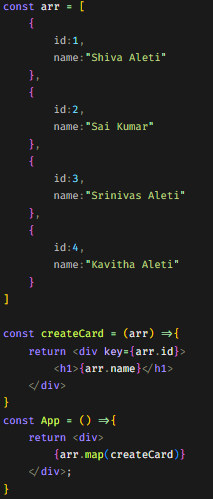 const arr = [
    {
        id:1,
        name:"Shiva Aleti"
    },
    {
        id:2,
        name:"Sai Kumar"
    },
    {
        id:3,
        name:"Srinivas Aleti"
    },
    {
        id:4,
        name:"Kavitha Aleti"
    }
]
const createCard = (arr) =>{
    return <div key={arr.id}>
        <h1>{arr.name}</h1>
    </div>
}
const App = () =>{
    return <div>
        {arr.map(createCard)}
    </div>;
}